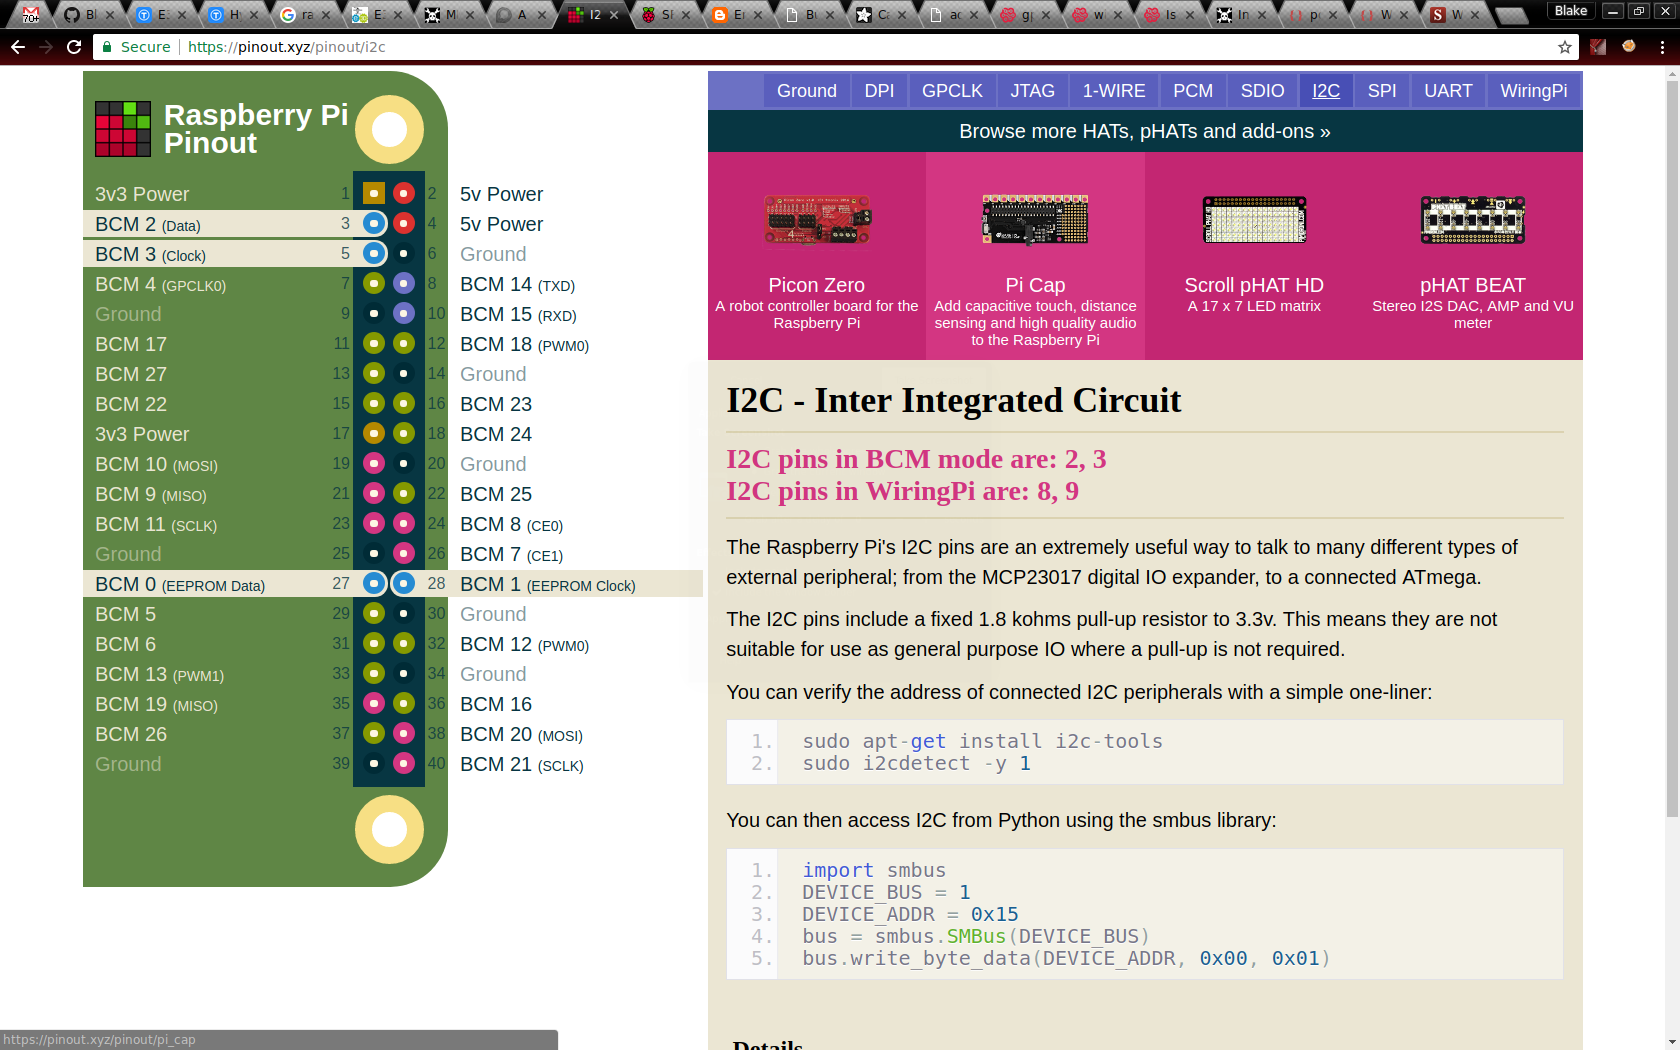 70+
Bl
E
H
ra
E
M
A
I2
SI
E
B
C
ac
g
w
Is
In
p
W
W
Blake
Secure
https://pinout.xyz/pinout/i2c
Raspberry Pi
Pinout
3v3 Power 1 2 5v Power
BCM 2 (Data) 3 4 5v Power
BCM 3 (Clock) 5 6 Ground
BCM 4 (GPCLK0) 7 8 BCM 14 (TXD)
Ground 9 10 BCM 15 (RXD)
BCM 17 11 12 BCM 18 (PWM0)
BCM 27 13 14 Ground
BCM 22 15 16 BCM 23
3v3 Power 17 18 BCM 24
BCM 10 (MOSI) 19 20 Ground
BCM 9 (MISO) 21 22 BCM 25
BCM 11 (SCLK) 23 24 BCM 8 (CE0)
Ground 25 26 BCM 7 (CE1)
BCM 0 (EEPROM Data) 27 28 BCM 1 (EEPROM Clock)
BCM 5 29 30 Ground
BCM 6 31 32 BCM 12 (PWM0)
BCM 13 (PWM1) 33 34 Ground
BCM 19 (MISO) 35 36 BCM 16
BCM 26 37 38 BCM 20 (MOSI)
Ground 39 40 BCM 21 (SCLK)
Ground DPI GPCLK JTAG 1-WIRE PCM SDIO I2C SPI UART WiringPi
Browse more HATs, pHATs and add-ons »
Picon Zero
A robot controller board for the
Raspberry Pi
Pi Cap
Add capacitive touch, distance
sensing and high quality audio
to the Raspberry Pi
Scroll pHAT HD
A 17 x 7 LED matrix
pHAT BEAT
Stereo I2S DAC, AMP and VU
meter
I2C - Inter Integrated Circuit
I2C pins in BCM mode are: 2, 3
I2C pins in WiringPi are: 8, 9
The Raspberry Pi's I2C pins are an extremely useful way to talk to many different types of
external peripheral; from the MCP23017 digital IO expander, to a connected ATmega.
The I2C pins include a fixed 1.8 kohms pull-up resistor to 3.3v. This means they are not
suitable for use as general purpose IO where a pull-up is not required.
You can verify the address of connected I2C peripherals with a simple one-liner:
1. sudo apt-get install i2c-tools
2. sudo i2cdetect -y 1
You can then access I2C from Python using the smbus library:
1. import smbus
2. DEVICE_BUS = 1
3. DEVICE_ADDR = 0x15
4. bus = smbus.SMBus(DEVICE_BUS)
5. bus.write_byte_data(DEVICE_ADDR, 0x00, 0x01)
Details
https://pinout.xyz/pinout/pi_cap